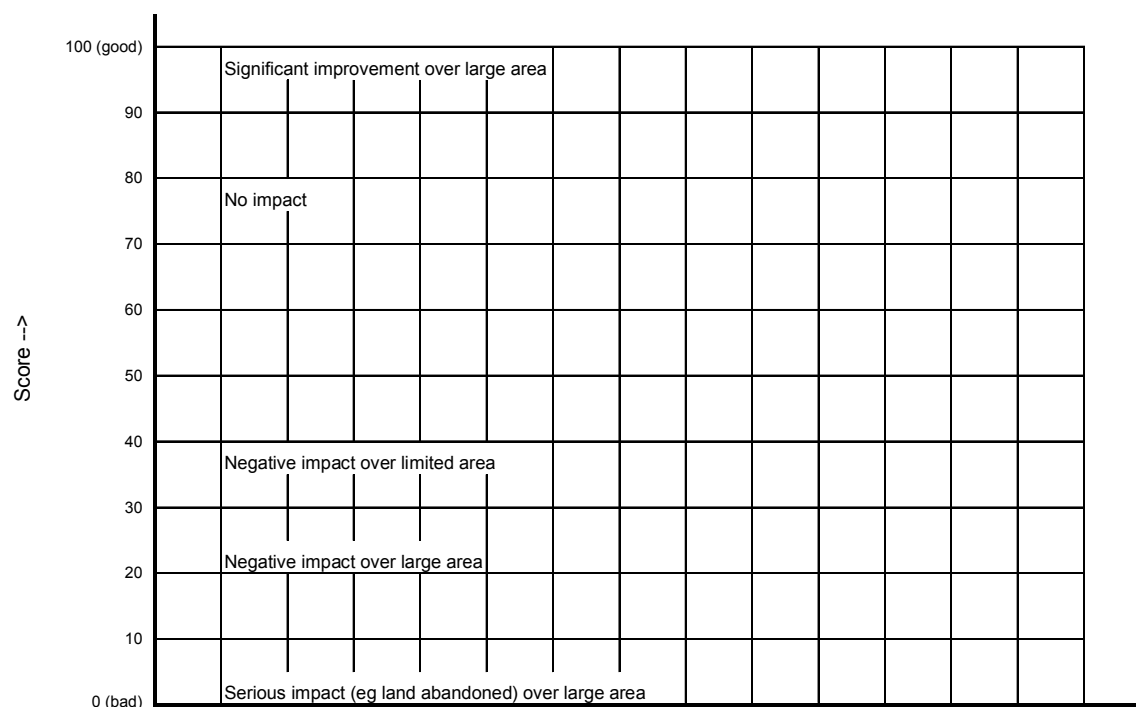 100 (good)
Significant improvement over large area
90
80
No impact
70
60
Score -->
50
40
Negative impact over limited area
30
Negative impact over large area
20
10
Serious impact (eg land abandoned) over large area
0 (bad)